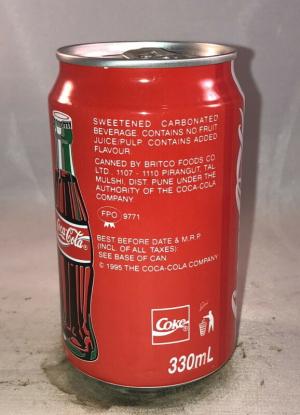 SWEETENED CARBONATED
BEVERAGE CONTAINS NO FRUIT
JUICE/PULP CONTAINS ADDED
FLAVOUR
CANNED BY BRITCO FOODS CO.
LTD., 1107 - 1110 PIRANGUT, TAL.
MULSHI, DIST. PUNE UNDER THE
AUTHORITY OF THE COCA-COLA
COMPANY
FPO 9771
BEST BEFORE DATE & M.R.P.
(INCL. OF ALL TAXES):
SEE BASE OF CAN
© 1995 THE COCA-COLA COMPANY
Coca-Cola
Coke
330mL